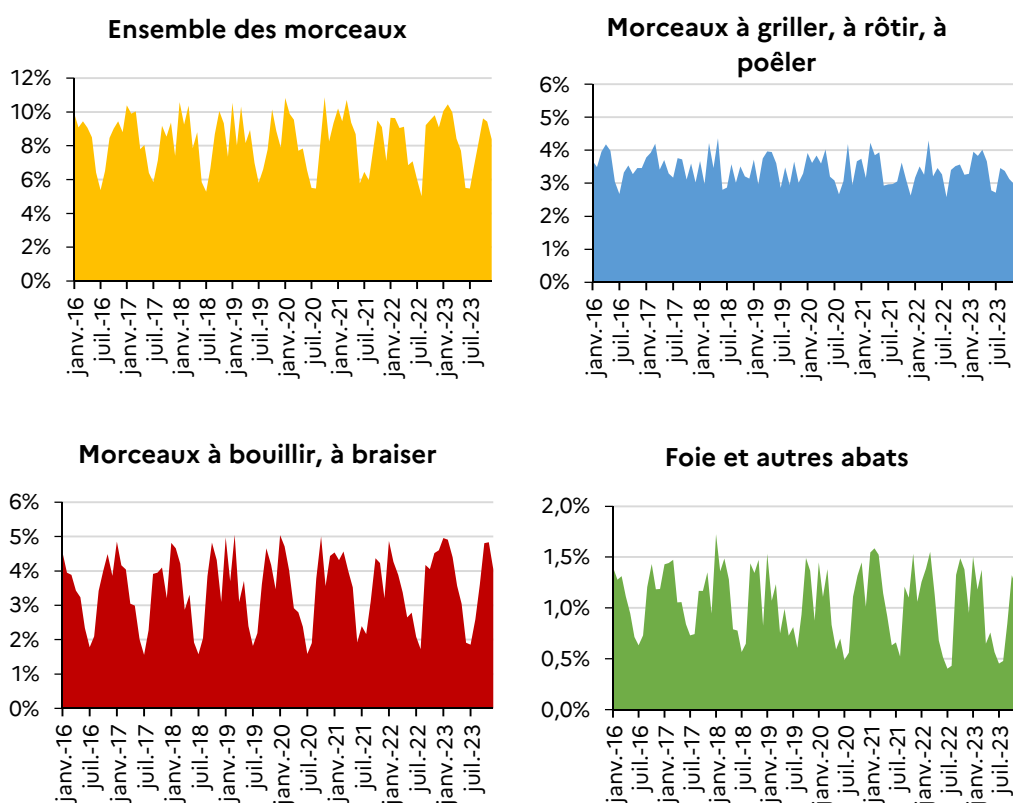 Ensemble des morceaux
12%
10%
8%
6%
4%
2%
0%
janv.-16
juil.-16
janv.-17
juil.-17
janv.-18
juil.-18
janv.-19
juil.-19
janv.-20
juil.-20
janv.-21
juil.-21
janv.-22
juil.-22
janv.-23
juil.-23
Morceaux à griller, à rôtir, à
poêler
6%
5%
4%
3%
2%
1%
0%
janv.-16
juil.-16
janv.-17
juil.-17
janv.-18
juil.-18
janv.-19
juil.-19
janv.-20
juil.-20
janv.-21
juil.-21
janv.-22
juil.-22
janv.-23
juil.-23
Morceaux à bouillir, à braiser
6%
5%
4%
3%
2%
1%
0%
janv.-16
juil.-16
janv.-17
juil.-17
janv.-18
juil.-18
janv.-19
juil.-19
janv.-20
juil.-20
janv.-21
juil.-21
janv.-22
juil.-22
janv.-23
juil.-23
Foie et autres abats
2,0%
1,5%
1,0%
0,5%
0,0%
janv.-16
juil.-16
janv.-17
juil.-17
janv.-18
juil.-18
janv.-19
juil.-19
janv.-20
juil.-20
janv.-21
juil.-21
janv.-22
juil.-22
janv.-23
juil.-23